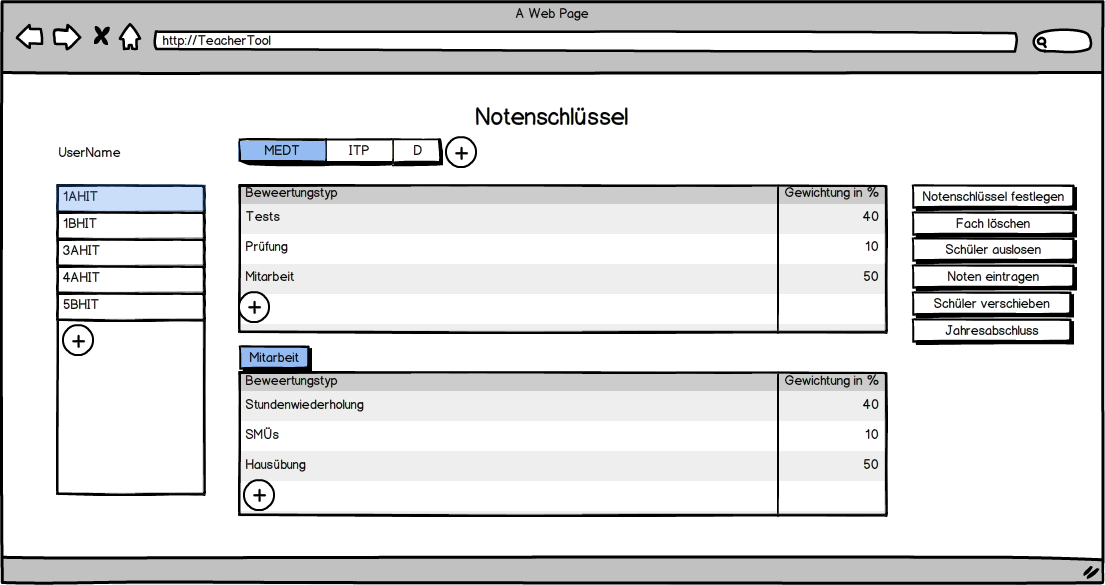 A Web Page
http://TeacherTool
Notenschlüssel
UserName
MEDT ITP D
1AHIT
1BHIT
3AHIT
4AHIT
5BHIT
Beweertungstyp Gewichtung in %
Tests 40
Prüfung 10
Mitarbeit 50
Mitarbeit
Beweertungstyp Gewichtung in %
Stundenwiederholung 40
SMÜs 10
Hausübung 50
Notenschlüssel festlegen
Fach löschen
Schüler auslosen
Noten eintragen
Schüler verschieben
Jahresabschluss